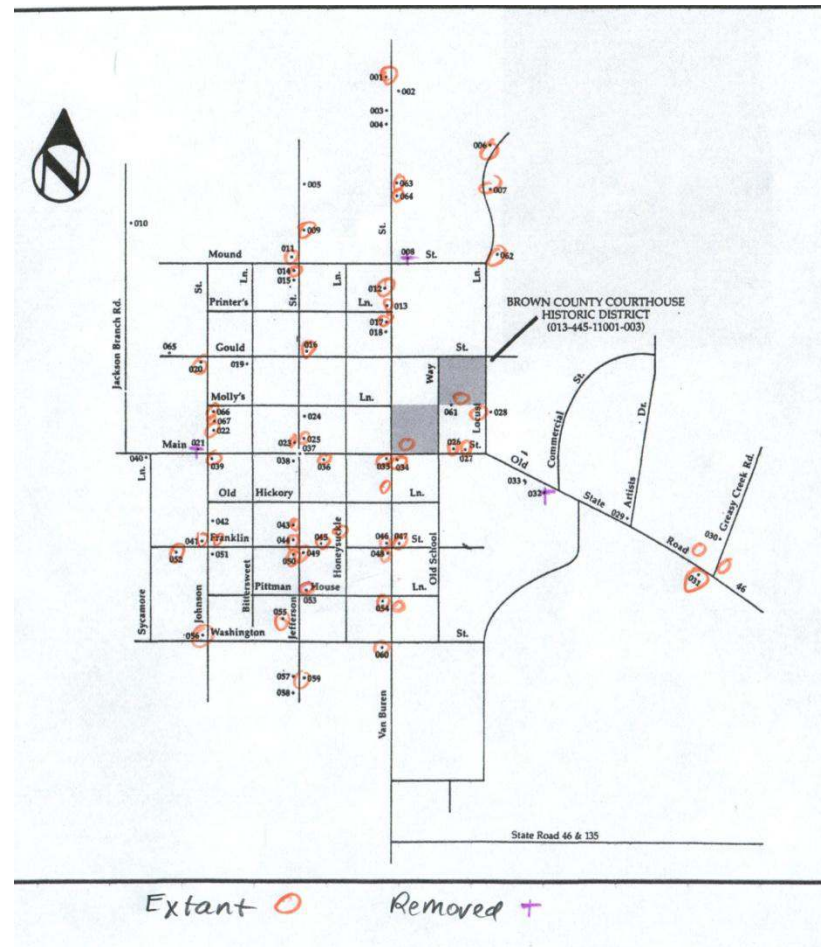 001
002
003
004
006
005
063
007
064
010
009
St.
011
008
062
Mound
St.
014
Ln.
015
St.
Ln.
Ln.
012
Printer's
Ln.
013
017
018
BROWN COUNTY COURTHOUSE
HISTORIC DISTRICT
(013-445-11001-003)
Jackson Branch Rd.
065
Gould
016
St.
020
019
Way
St.
Molly's
Ln.
066
067
022
024
061
Locust
028
Commercial
Dr.
Main
021
023
025
037
026
St.
027
040
039
038
036
035
034
Old
Ln.
033
032
State
Artists
029
Greasy Creek Rd.
Old
Hickory
Ln.
042
043
Honeysuckle
030
041
Franklin
044
045
046
047
St.
Road
052
051
050
049
048
Old School
031
46
Bittersweet
Pittman
House
Ln.
Sycamore
Johnson
Jefferson
053
054
055
056
Washington
St.
060
057
059
058
Van Buren
State Road 46 & 135
Extant
Removed +